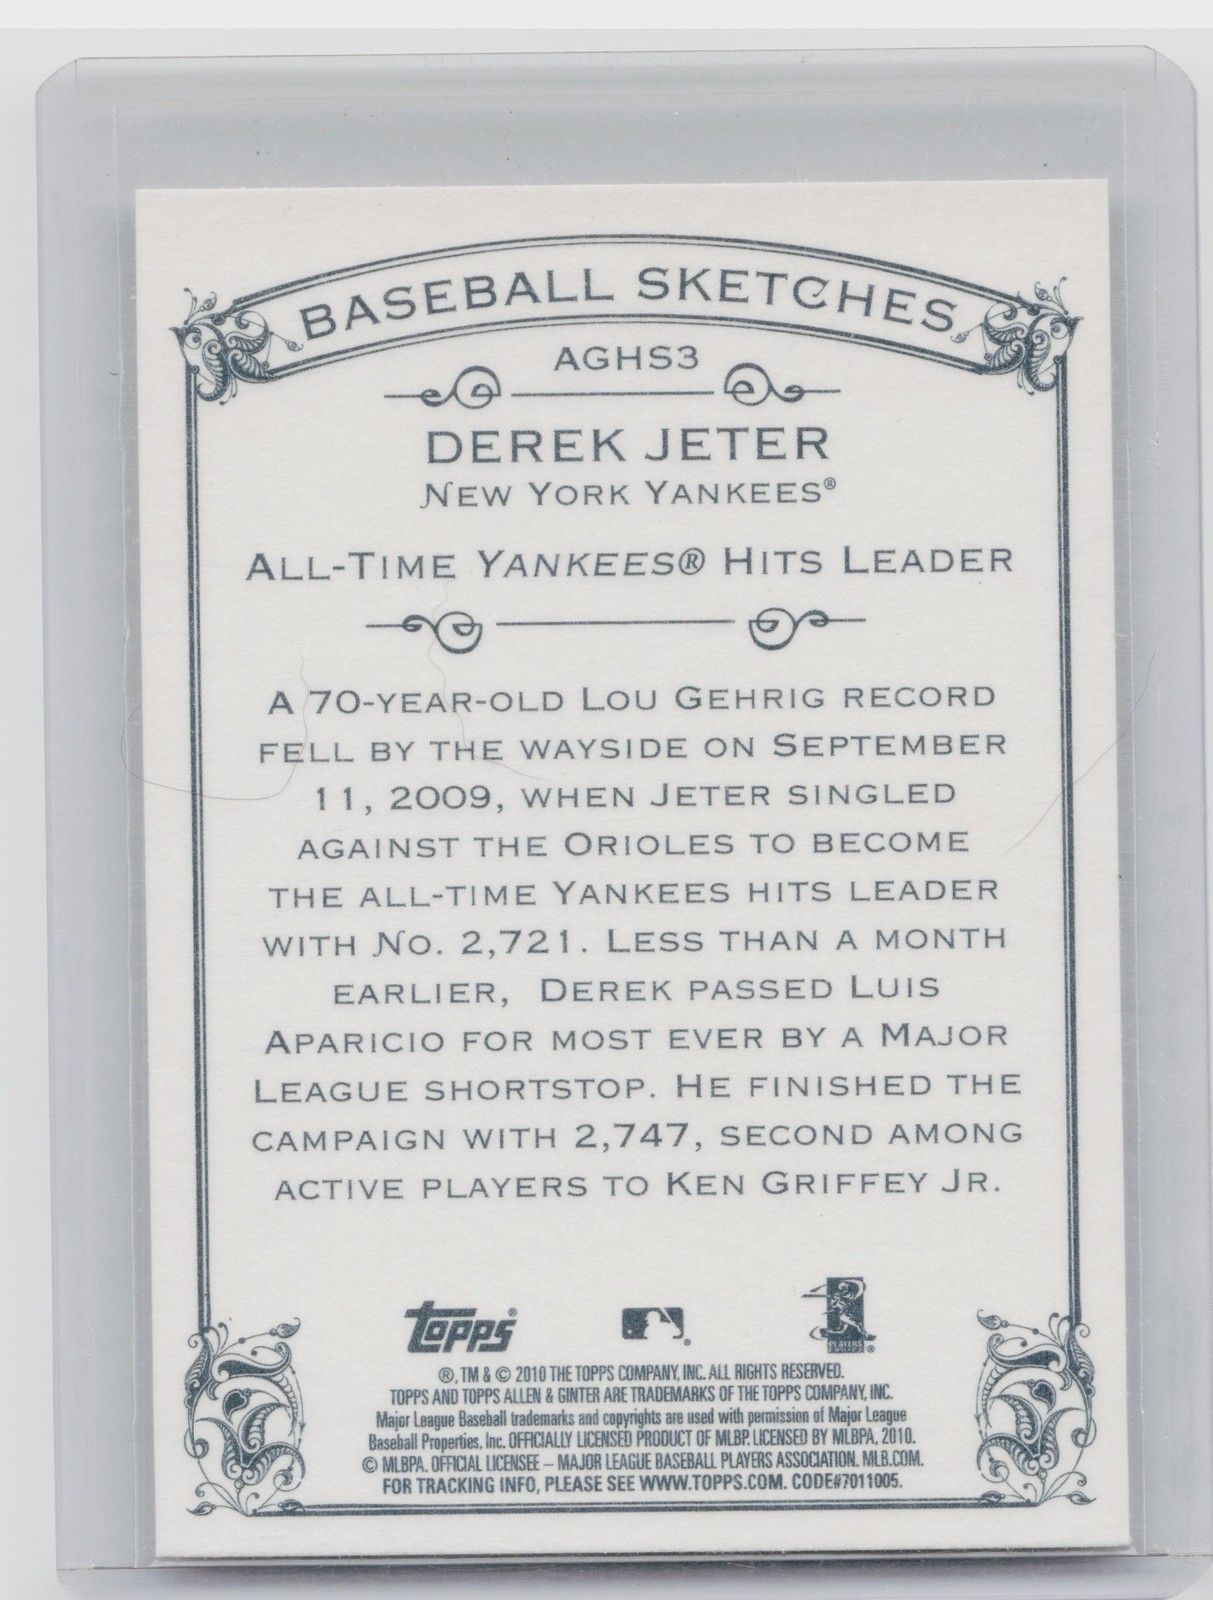 BASEBALL SKETCHES
AGHS3
DEREK JETER
NEW YORK YANKEES®
ALL-TIME YANKEES® HITS LEADER
A 70-YEAR-OLD LOU GEHRIG RECORD
FELL BY THE WAYSIDE ON SEPTEMBER
11, 2009, WHEN JETER SINGLED
AGAINST THE ORIOLES TO BECOME
THE ALL-TIME YANKEES HITS LEADER
WITH NO. 2,721. LESS THAN A MONTH
EARLIER, DEREK PASSED LUIS
APARICIO FOR MOST EVER BY A MAJOR
LEAGUE SHORTSTOP. HE FINISHED THE
CAMPAIGN WITH 2,747, SECOND AMONG
ACTIVE PLAYERS TO KEN GRIFFEY JR.
topps®
PLAYERS
®, TM & © 2010 THE TOPPS COMPANY, INC. ALL RIGHTS RESERVED.
TOPPS AND TOPPS ALLEN & GINTER ARE TRADEMARKS OF THE TOPPS COMPANY, INC.
Major League Baseball trademarks and copyrights are used with permission of Major League
Baseball Properties, Inc. OFFICIALLY LICENSED PRODUCT OF MLBP. LICENSED BY MLBPA, 2010.
© MLBPA. OFFICIAL LICENSEE – MAJOR LEAGUE BASEBALL PLAYERS ASSOCIATION. MLB.COM.
FOR TRACKING INFO, PLEASE SEE WWW.TOPPS.COM. CODE#7011005.